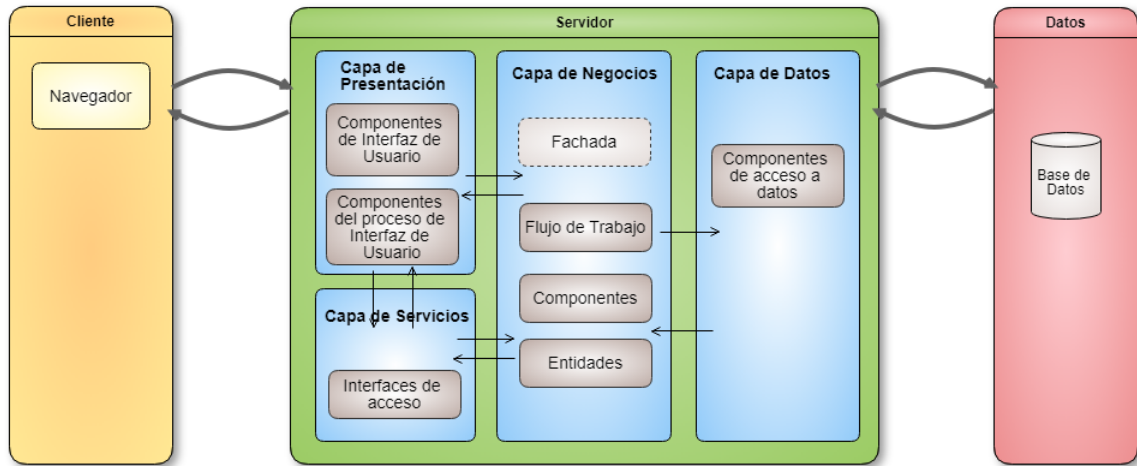 Cliente
Navegador
Servidor
Capa de
Presentación
Componentes
de Interfaz de
Usuario
Componentes
del proceso de
Interfaz de
Usuario
Capa de Servicios
Interfaces de
acceso
Capa de Negocios
Fachada
Flujo de Trabajo
Componentes
Entidades
Capa de Datos
Componentes
de acceso a
datos
Datos
Base de
Datos